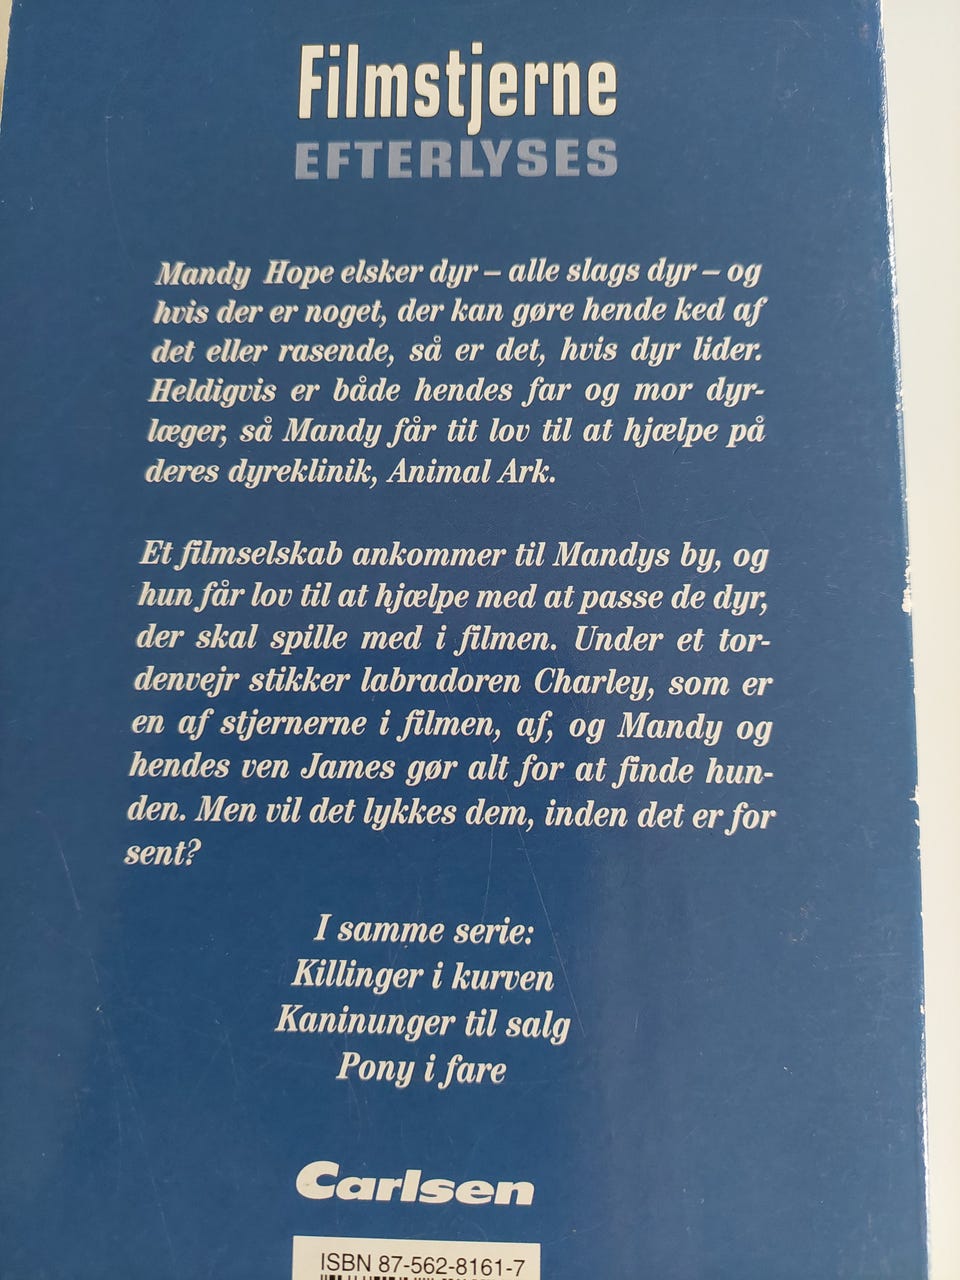 Filmstjerne
EFTERLYSES
Mandy Hope elsker dyr – alle slags dyr – og
hvis der er noget, der kan gøre hende ked af
det eller rasende, så er det, hvis dyr lider.
Heldigvis er både hendes far og mor dyr-
læger, så Mandy får tit lov til at hjælpe på
deres dyreklinik, Animal Ark.
Et filmselskab ankommer til Mandys by, og
hun får lov til at hjælpe med at passe de dyr,
der skal spille med i filmen. Under et tor-
denvejr stikker labradoren Charley, som er
en af stjernerne i filmen, af, og Mandy og
hendes ven James gør alt for at finde hun-
den. Men vil det lykkes dem, inden det er for
sent?
I samme serie:
Killinger i kurven
Kaninunger til salg
Pony i fare
Carlsen
ISBN 87-562-8161-7